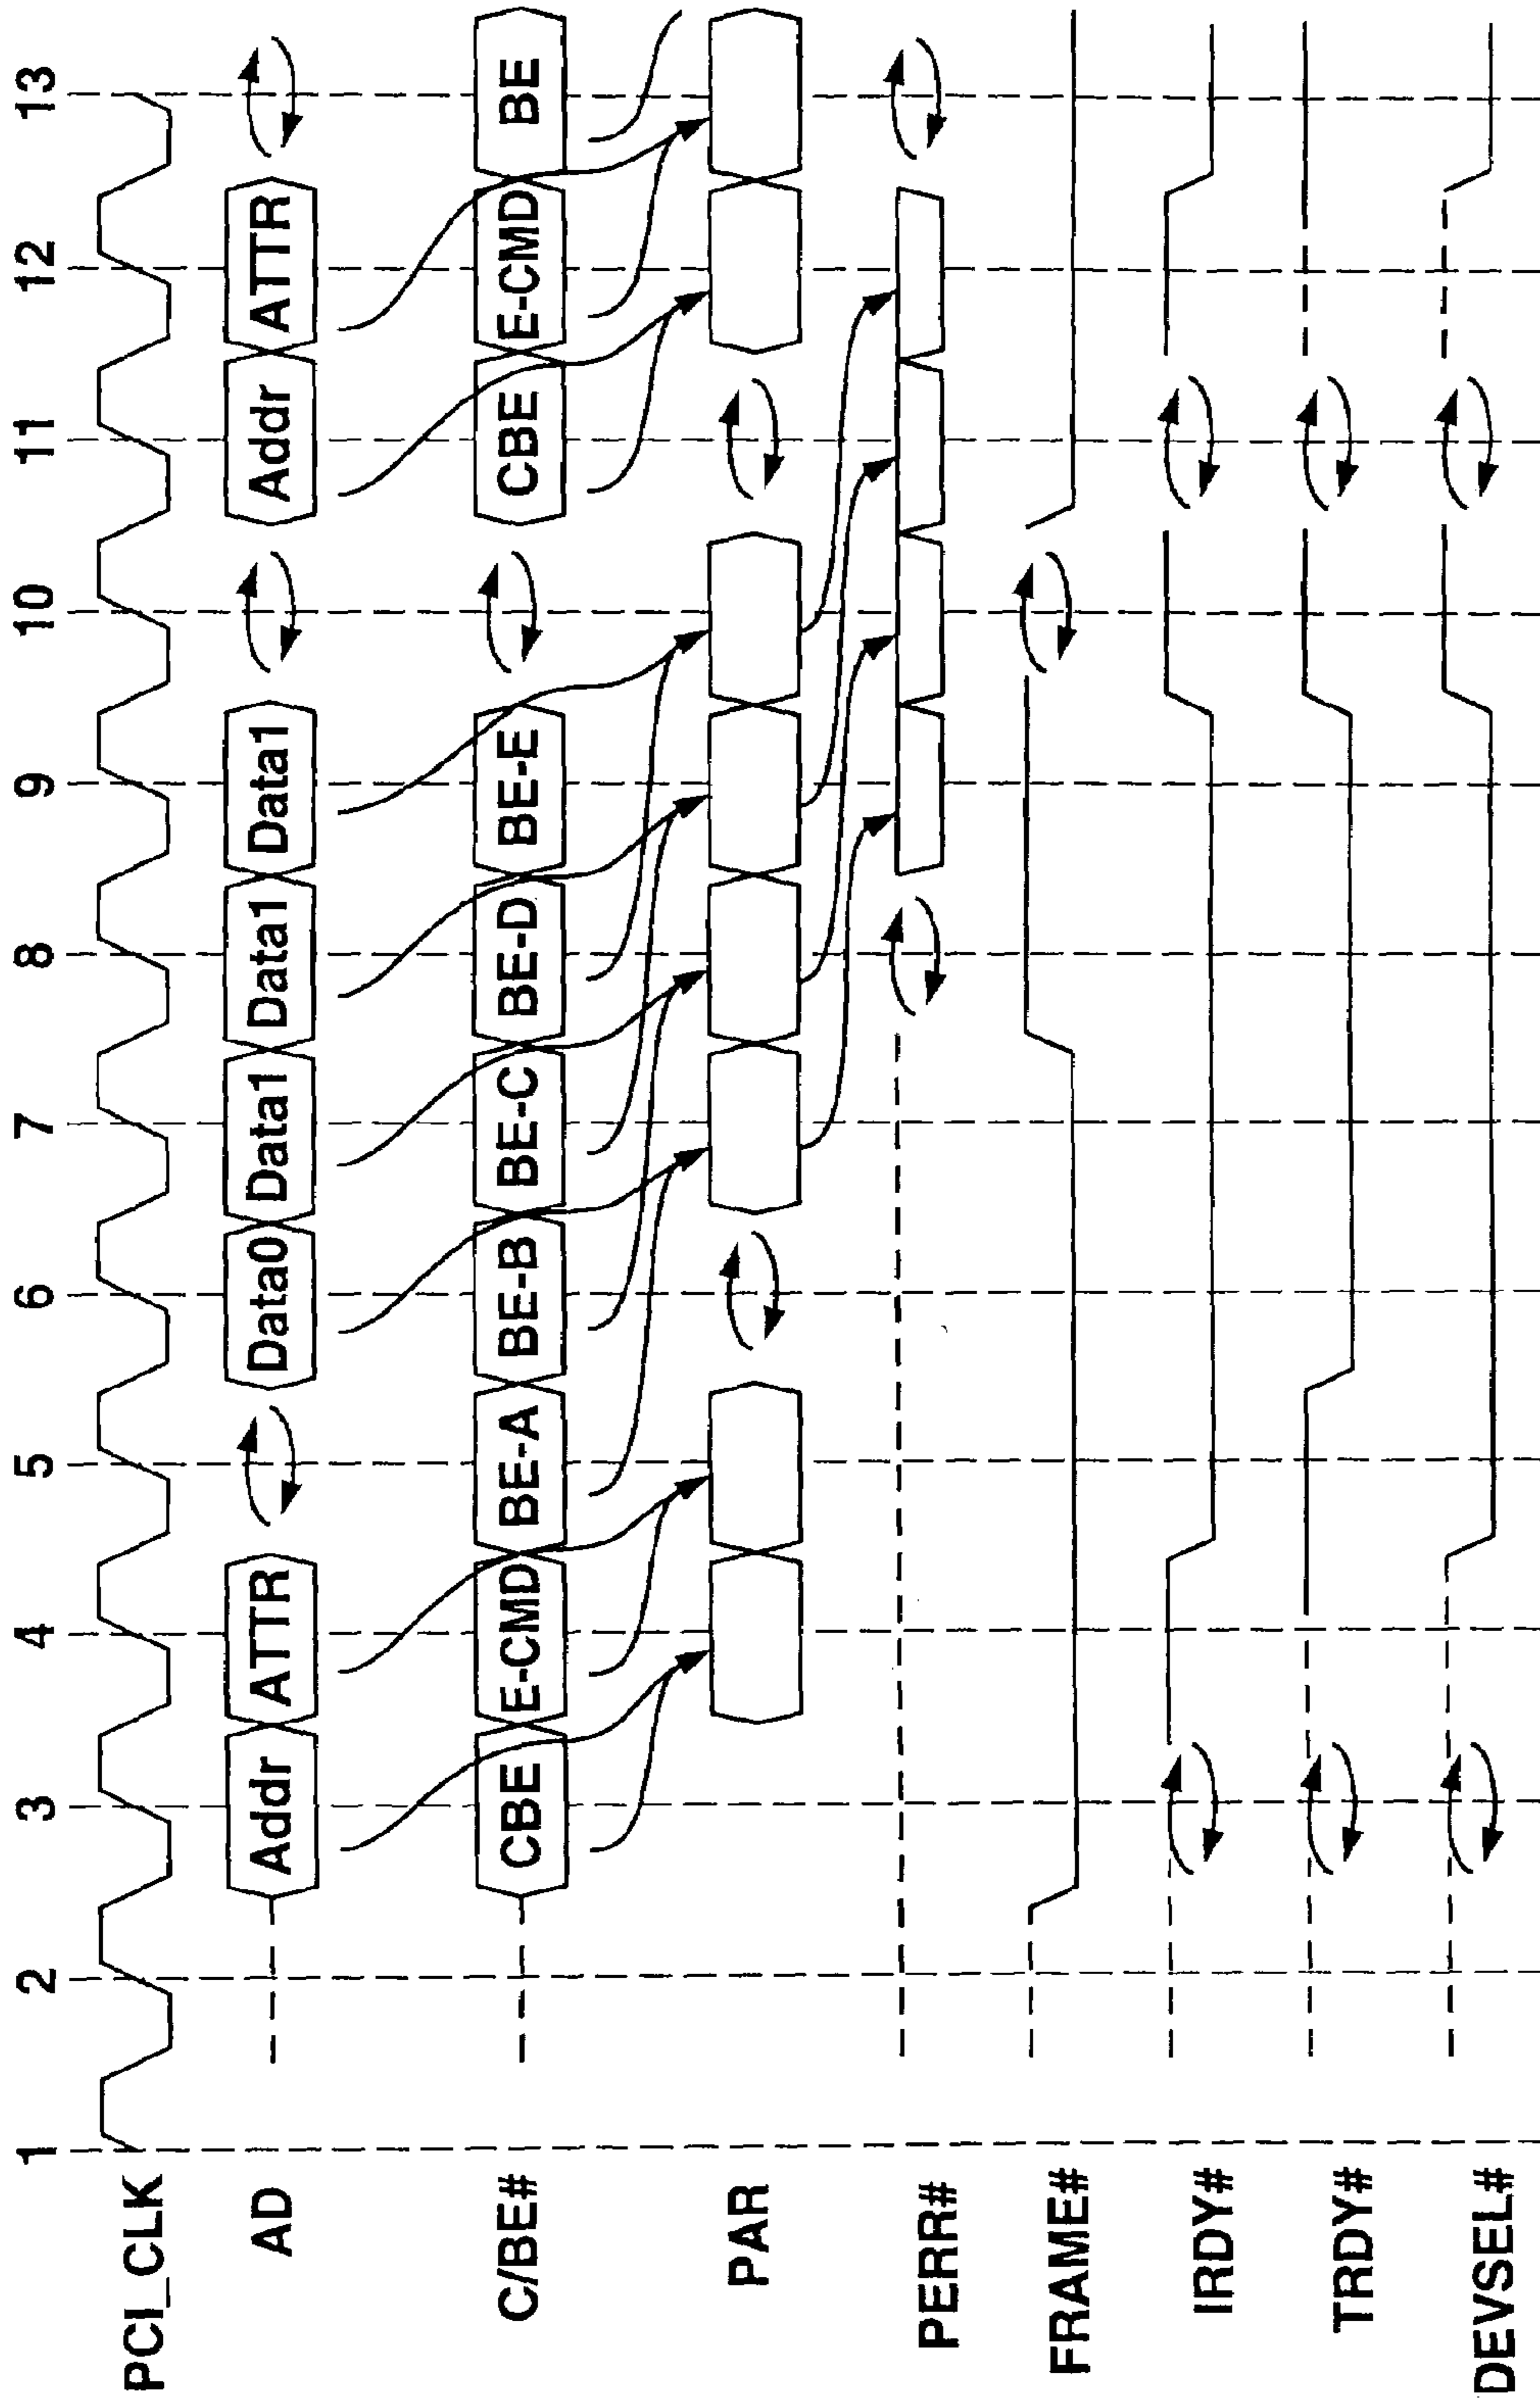 1 2 3 4 5 6 7 8 9 10 11 12 13
PCI_CLK
AD Addr ATTR Data0 Data1 Data1 Data1 Addr ATTR
C/BE# CBE E-CMD BE-A BE-B BE-C BE-D BE-E CBE E-CMD BE
PAR
PERR#
FRAME#
IRDY#
TRDY#
DEVSEL#